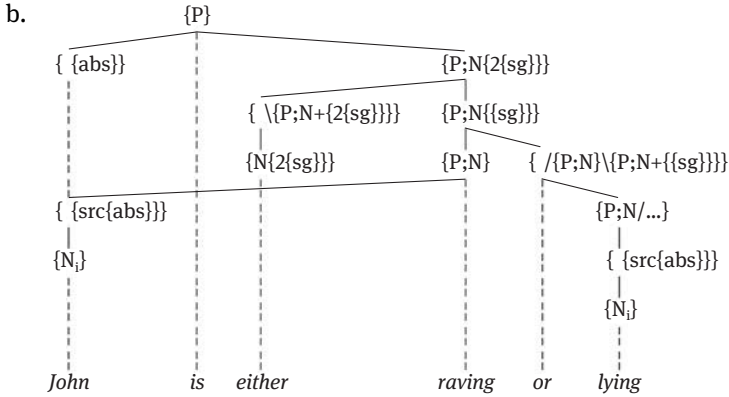 b. {P}
{ {abs}} {P;N{2{sg}}}
{ \{P;N+{2{sg}}}} {P;N{{sg}}}
{N{2{sg}}} {P;N} { /{P;N}\{P;N+{{sg}}}}
{ {src{abs}}} {P;N/...}
{Nᵢ} { {src{abs}}}
{Nᵢ}
John is either raving or lying